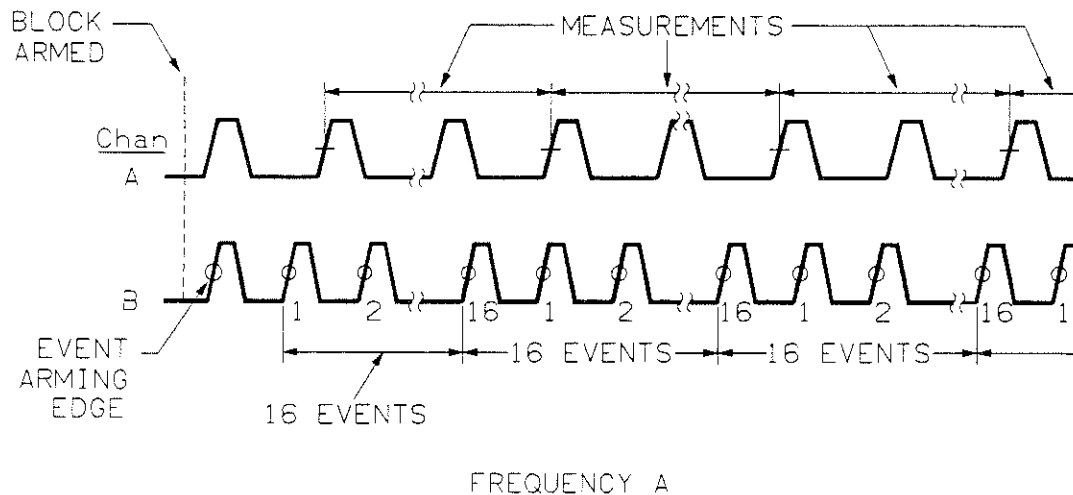 BLOCK
ARMED
MEASUREMENTS
Chan
A
B
1 2 16 1 2 16 1 2 16 1
EVENT
ARMING
EDGE
16 EVENTS
16 EVENTS
16 EVENTS
FREQUENCY A